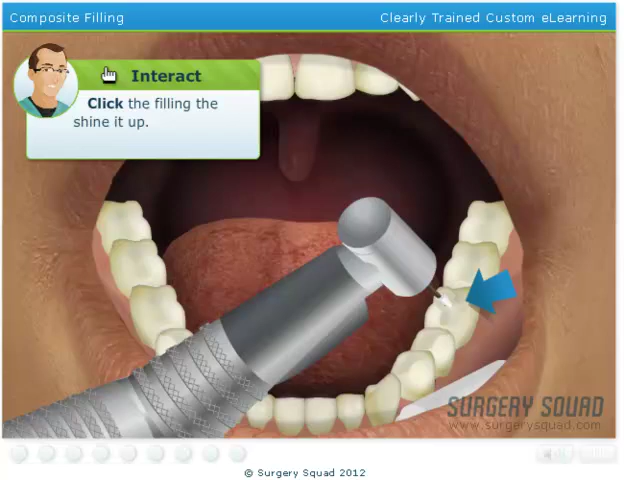 Composite Filling
Clearly Trained Custom eLearning
Interact
Click the filling the
shine it up.
SURGERY SQUAD
www.surgerysquad.com
© Surgery Squad 2012